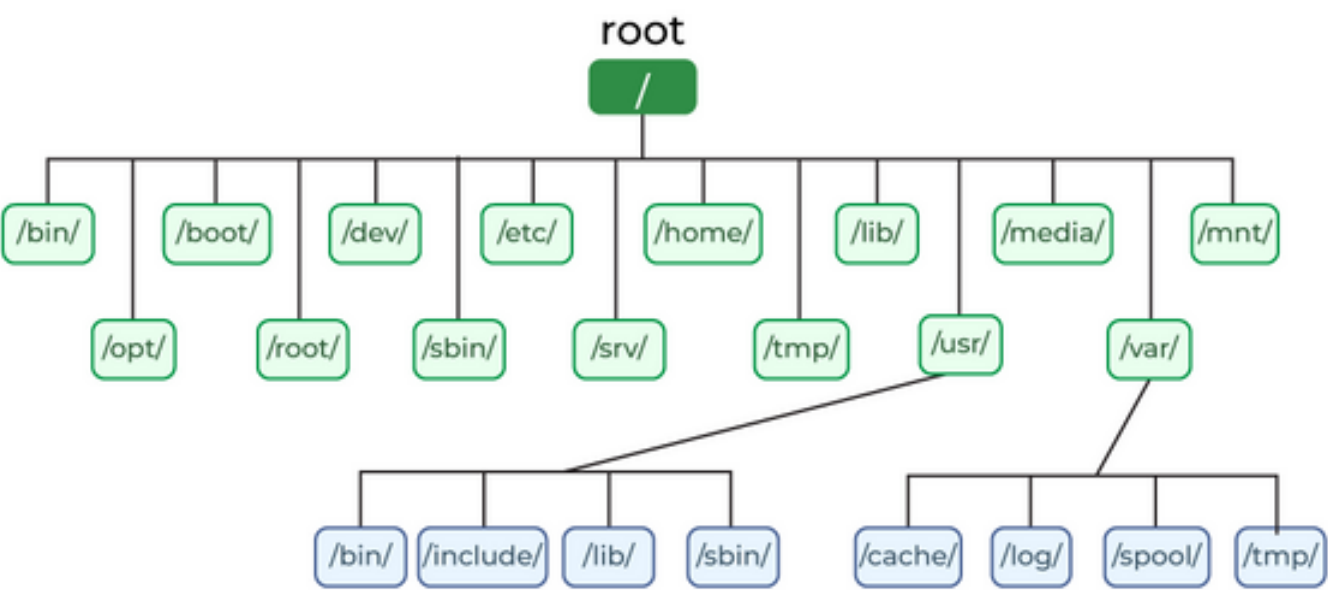 root
/
/bin/
/boot/
/dev/
/etc/
/home/
/lib/
/media/
/mnt/
/opt/
/root/
/sbin/
/srv/
/tmp/
/usr/
/var/
/bin/
/include/
/lib/
/sbin/
/cache/
/log/
/spool/
/tmp/